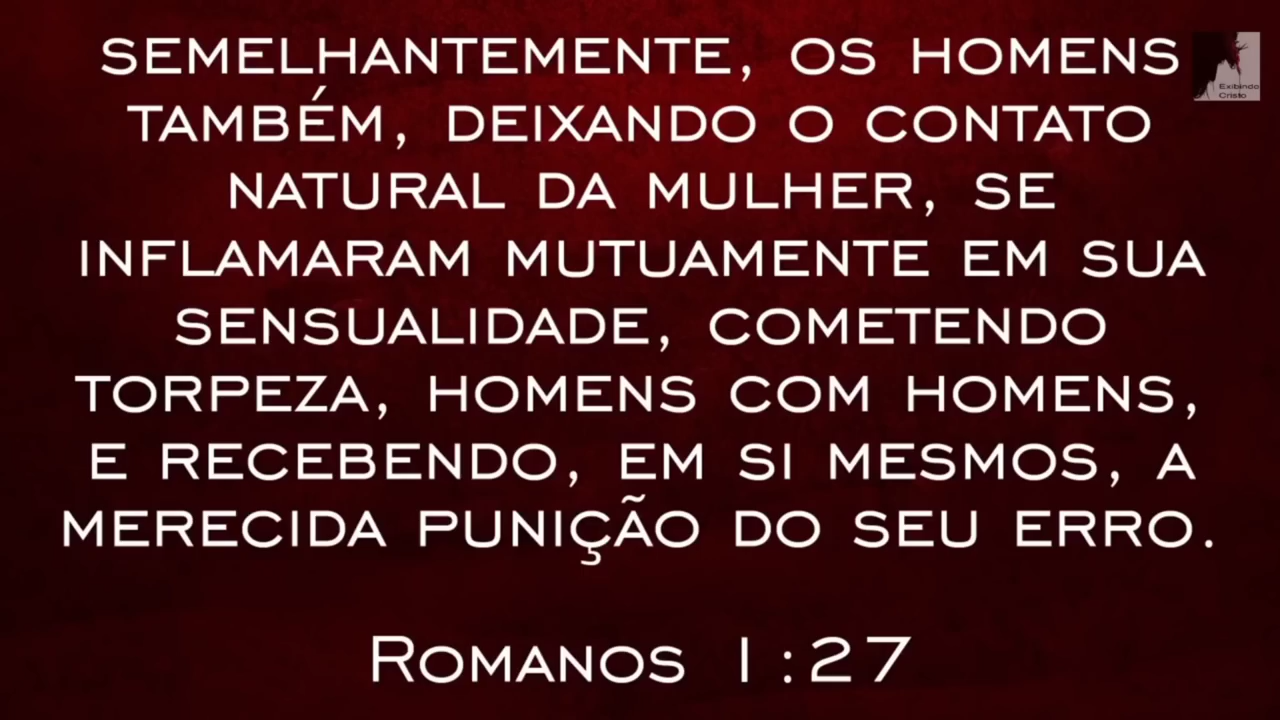 SEMELHANTEMENTE, OS HOMENS
TAMBÉM, DEIXANDO O CONTATO
NATURAL DA MULHER, SE
INFLAMARAM MUTUAMENTE EM SUA
SENSUALIDADE, COMETENDO
TORPEZA, HOMENS COM HOMENS,
E RECEBENDO, EM SI MESMOS, A
MERECIDA PUNIÇÃO DO SEU ERRO.
ROMANOS 1:27
Exibindo
Cristo